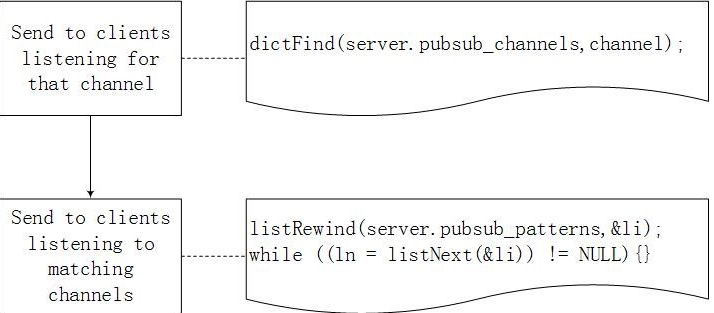 Send to clients
listening for
that channel
dictFind(server.pubsub_channels,channel);
Send to clients
listening to
matching
channels
listRewind(server.pubsub_patterns,&li);
while ((ln = listNext(&li)) != NULL){}